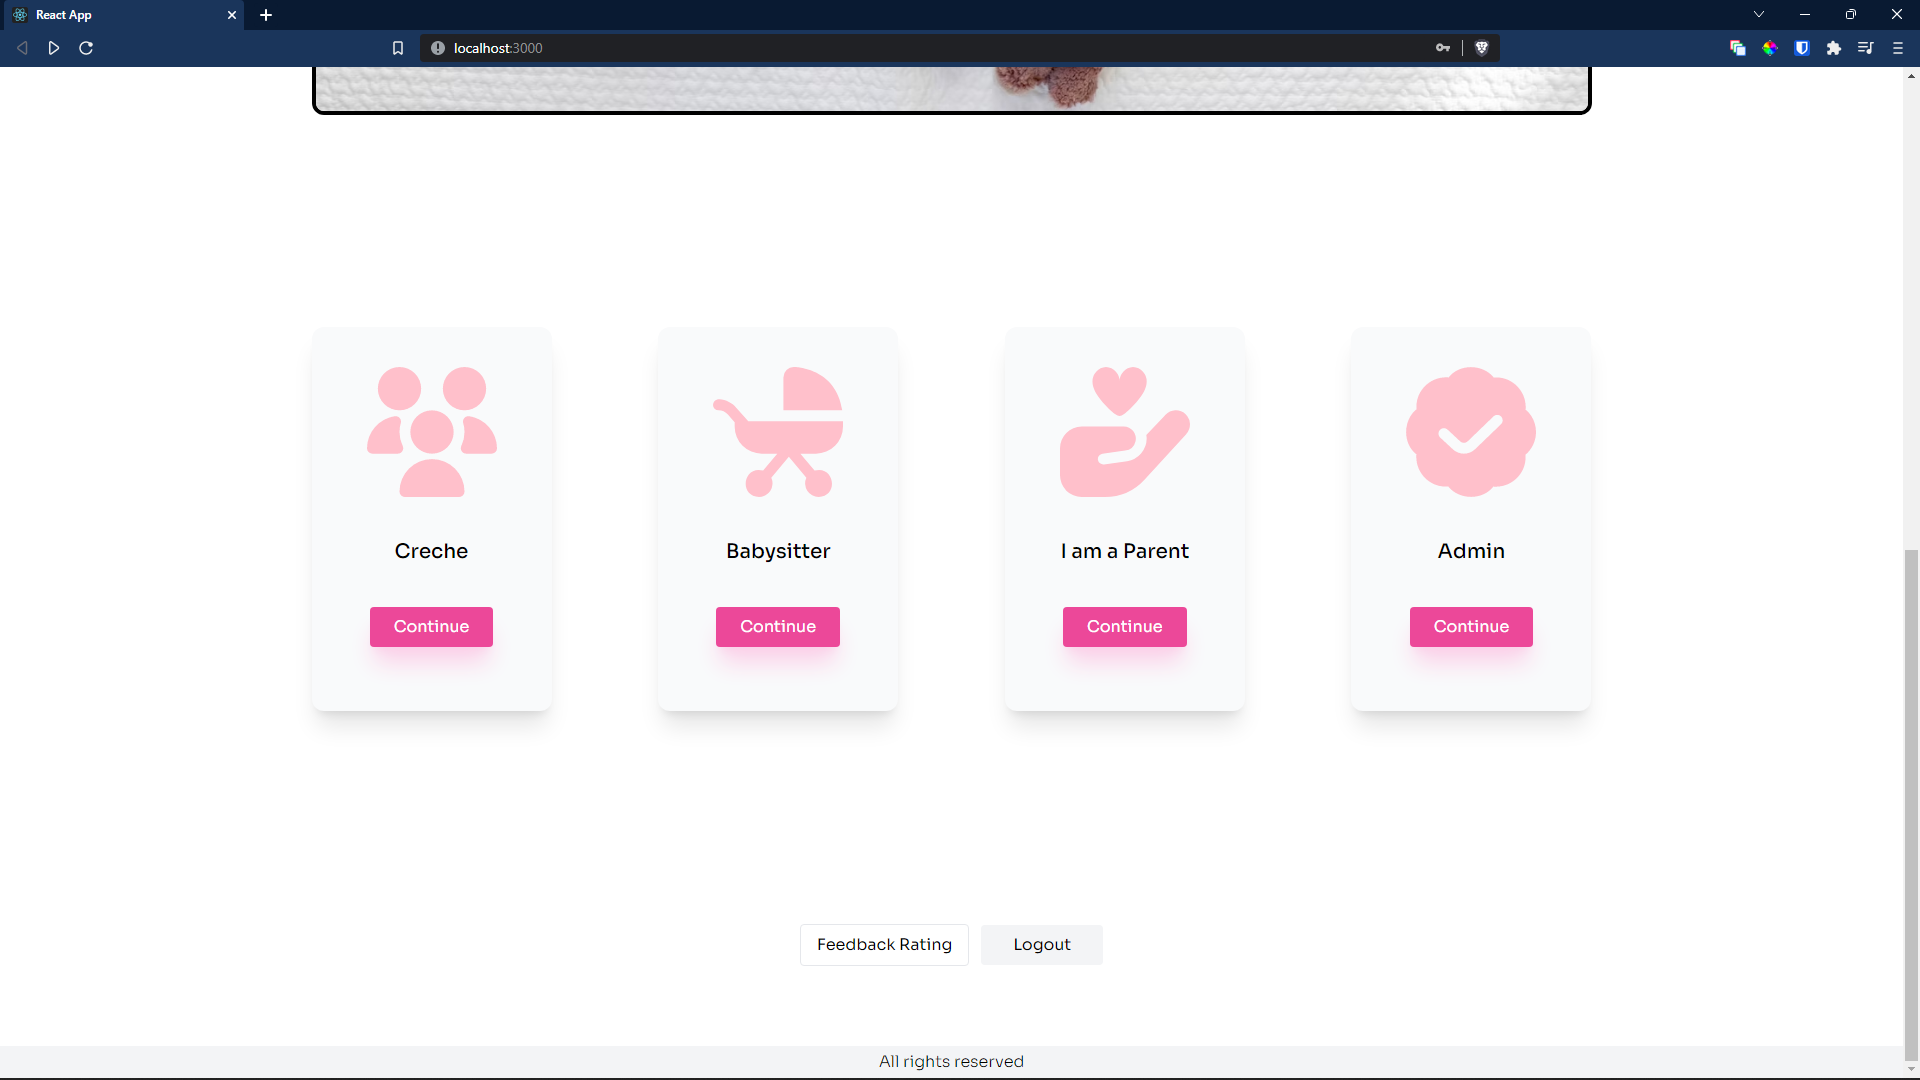 React App
localhost:3000
Creche
Babysitter
I am a Parent
Admin
Continue
Continue
Continue
Continue
Feedback Rating
Logout
All rights reserved